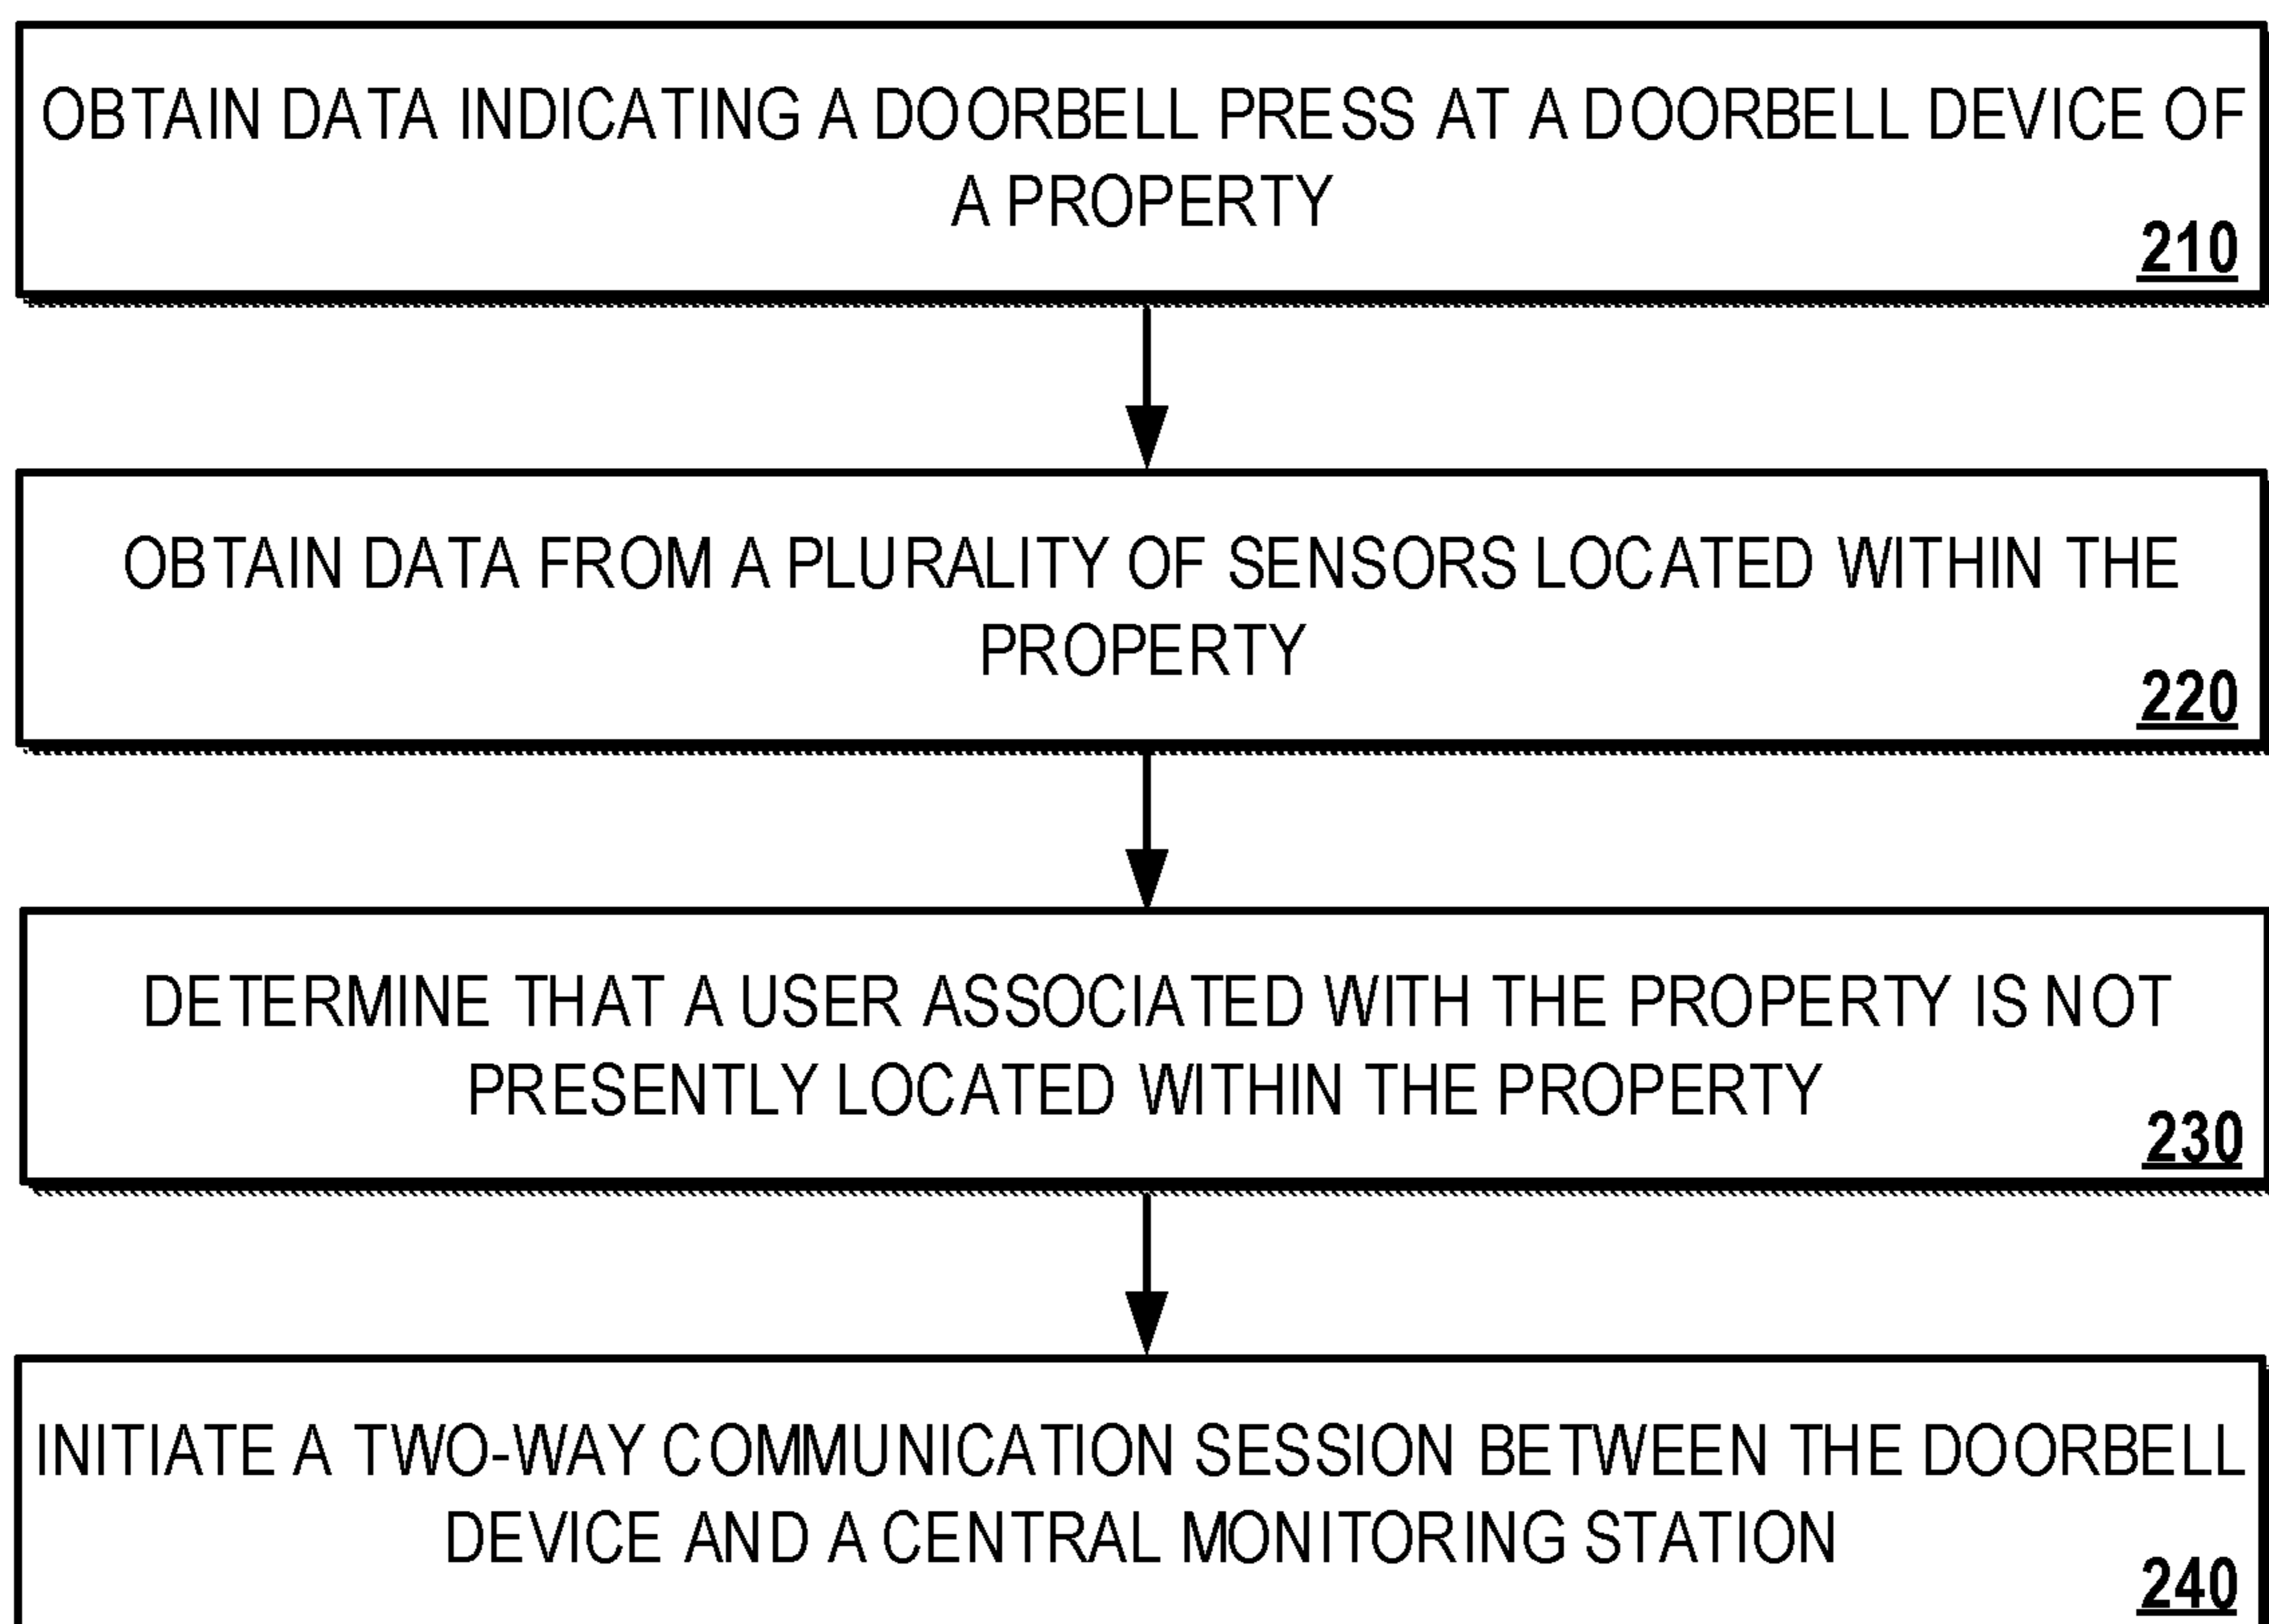 OBTAIN DATA INDICATING A DOORBELL PRESS AT A DOORBELL DEVICE OF
A PROPERTY
210
OBTAIN DATA FROM A PLURALITY OF SENSORS LOCATED WITHIN THE
PROPERTY
220
DETERMINE THAT A USER ASSOCIATED WITH THE PROPERTY IS NOT
PRESENTLY LOCATED WITHIN THE PROPERTY
230
INITIATE A TWO-WAY COMMUNICATION SESSION BETWEEN THE DOORBELL
DEVICE AND A CENTRAL MONITORING STATION
240